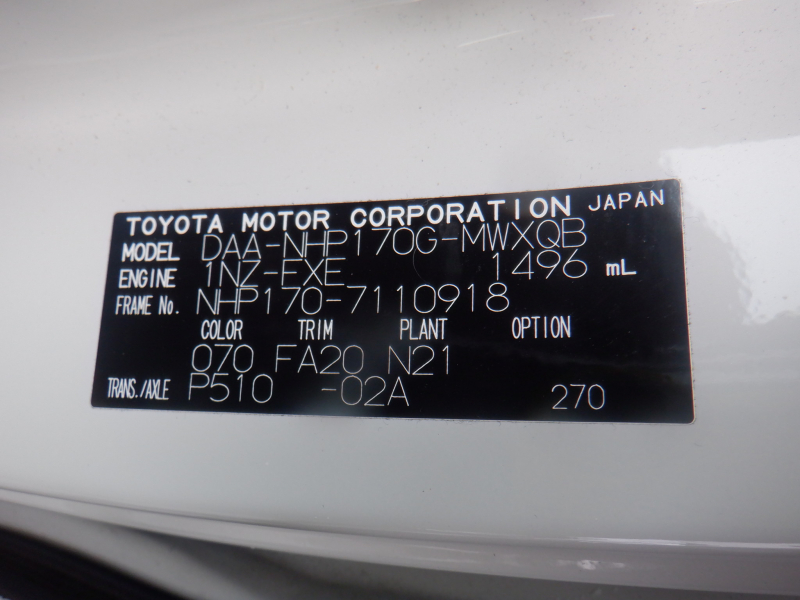 TOYOTA MOTOR CORPORATION JAPAN
MODEL DAA-NHP170G-MWXQB
ENGINE 1NZ-FXE 1496 mL
FRAME No. NHP170-7110918
COLOR TRIM PLANT OPTION
070 FA20 N21
TRANS./AXLE P510 -02A 270